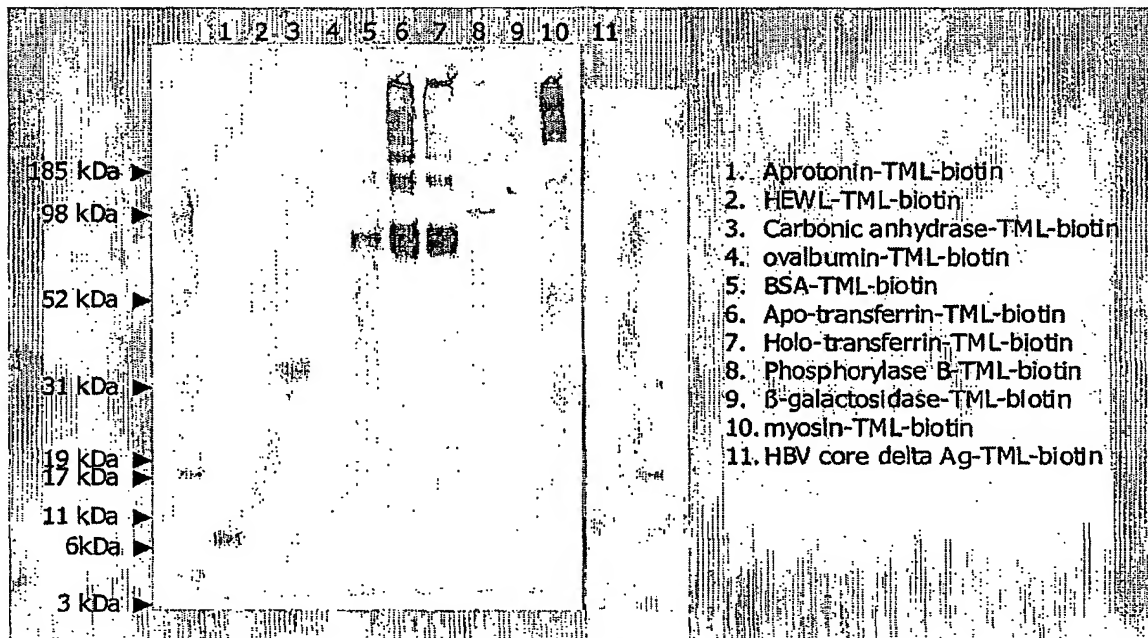 1 2 3 4 5 6 7 8 9 10 11
185 kDa
98 kDa
52 kDa
31 kDa
19 kDa
17 kDa
11 kDa
6kDa
3 kDa
1. Aprotonin-TML-biotin
2. HEWL-TML-biotin
3. Carbonic anhydrase-TML-biotin
4. ovalbumin-TML-biotin
5. BSA-TML-biotin
6. Apo-transferrin-TML-biotin
7. Holo-transferrin-TML-biotin
8. Phosphorylase B-TML-biotin
9. ß-galactosidase-TML-biotin
10. myosin-TML-biotin
11. HBV core delta Ag-TML-biotin